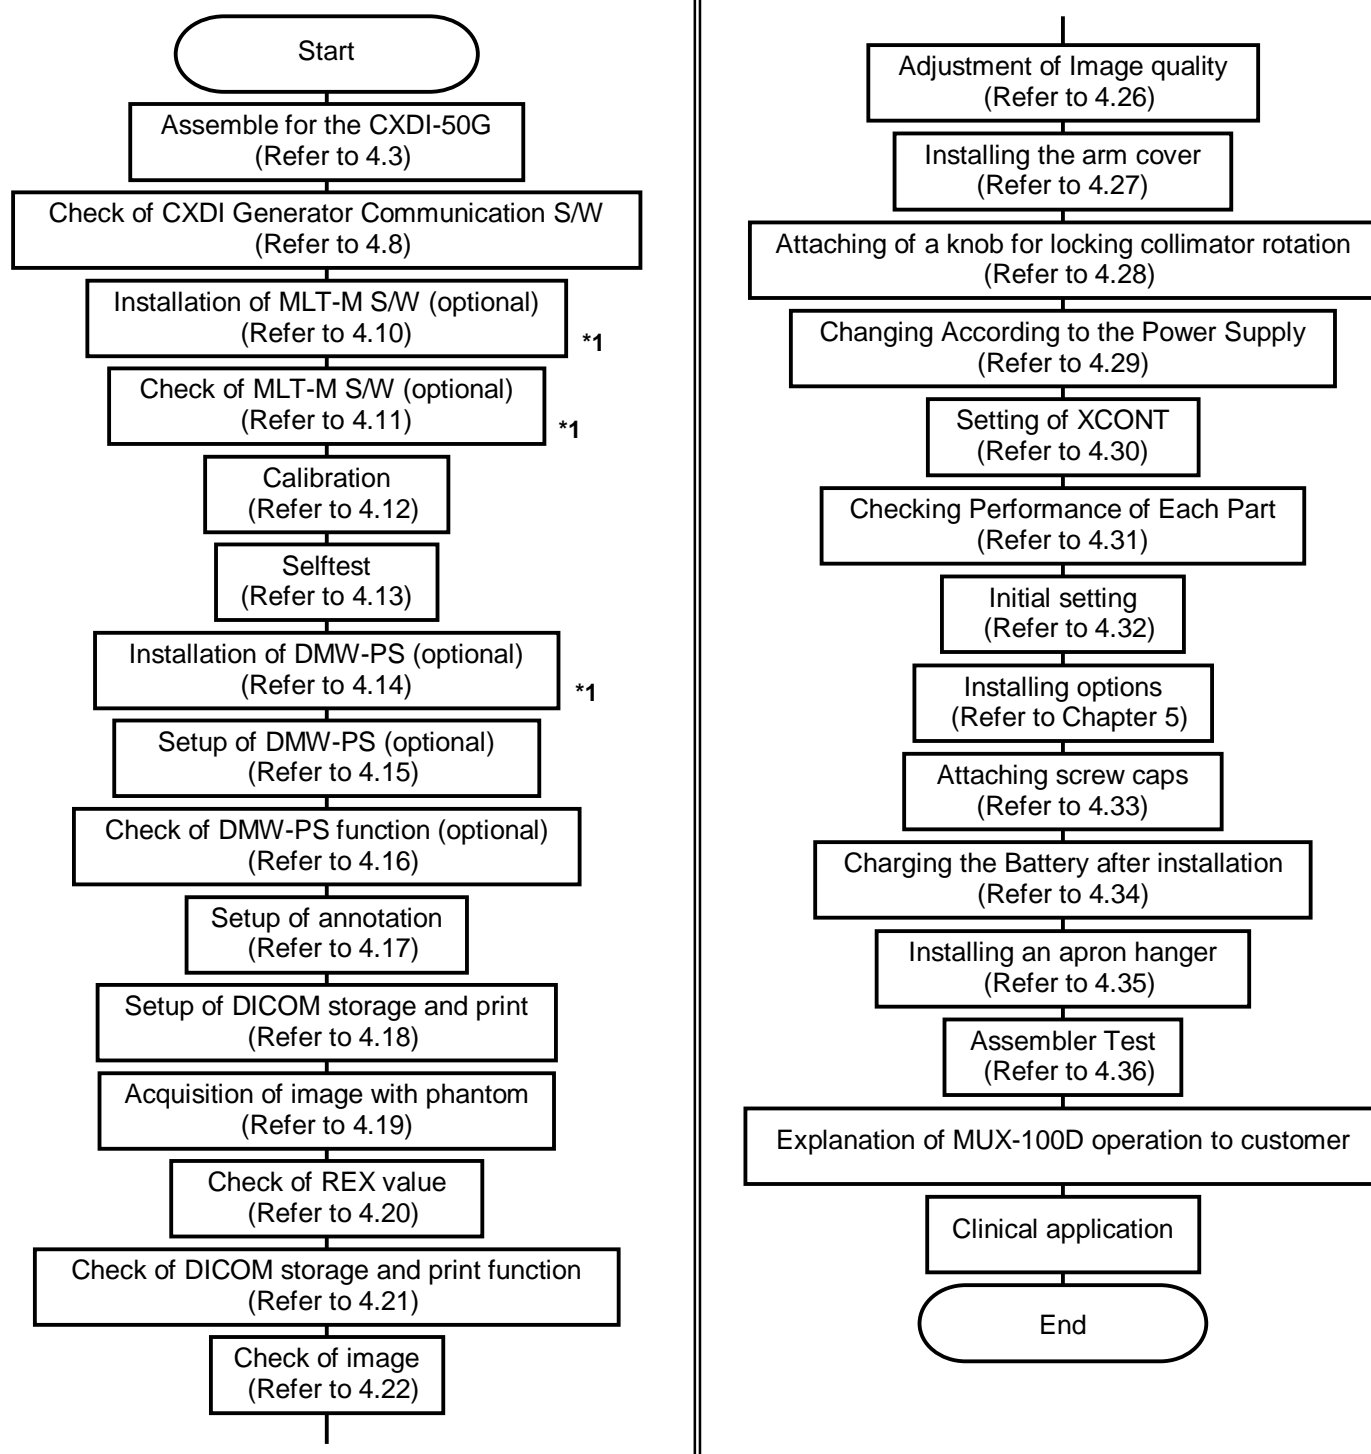 Start
Assemble for the CXDI-50G
(Refer to 4.3)
Check of CXDI Generator Communication S/W
(Refer to 4.8)
Installation of MLT-M S/W (optional)
(Refer to 4.10)
*1
Check of MLT-M S/W (optional)
(Refer to 4.11)
*1
Calibration
(Refer to 4.12)
Selftest
(Refer to 4.13)
Installation of DMW-PS (optional)
(Refer to 4.14)
*1
Setup of DMW-PS (optional)
(Refer to 4.15)
Check of DMW-PS function (optional)
(Refer to 4.16)
Setup of annotation
(Refer to 4.17)
Setup of DICOM storage and print
(Refer to 4.18)
Acquisition of image with phantom
(Refer to 4.19)
Check of REX value
(Refer to 4.20)
Check of DICOM storage and print function
(Refer to 4.21)
Check of image
(Refer to 4.22)
Adjustment of Image quality
(Refer to 4.26)
Installing the arm cover
(Refer to 4.27)
Attaching of a knob for locking collimator rotation
(Refer to 4.28)
Changing According to the Power Supply
(Refer to 4.29)
Setting of XCONT
(Refer to 4.30)
Checking Performance of Each Part
(Refer to 4.31)
Initial setting
(Refer to 4.32)
Installing options
(Refer to Chapter 5)
Attaching screw caps
(Refer to 4.33)
Charging the Battery after installation
(Refer to 4.34)
Installing an apron hanger
(Refer to 4.35)
Assembler Test
(Refer to 4.36)
Explanation of MUX-100D operation to customer
Clinical application
End